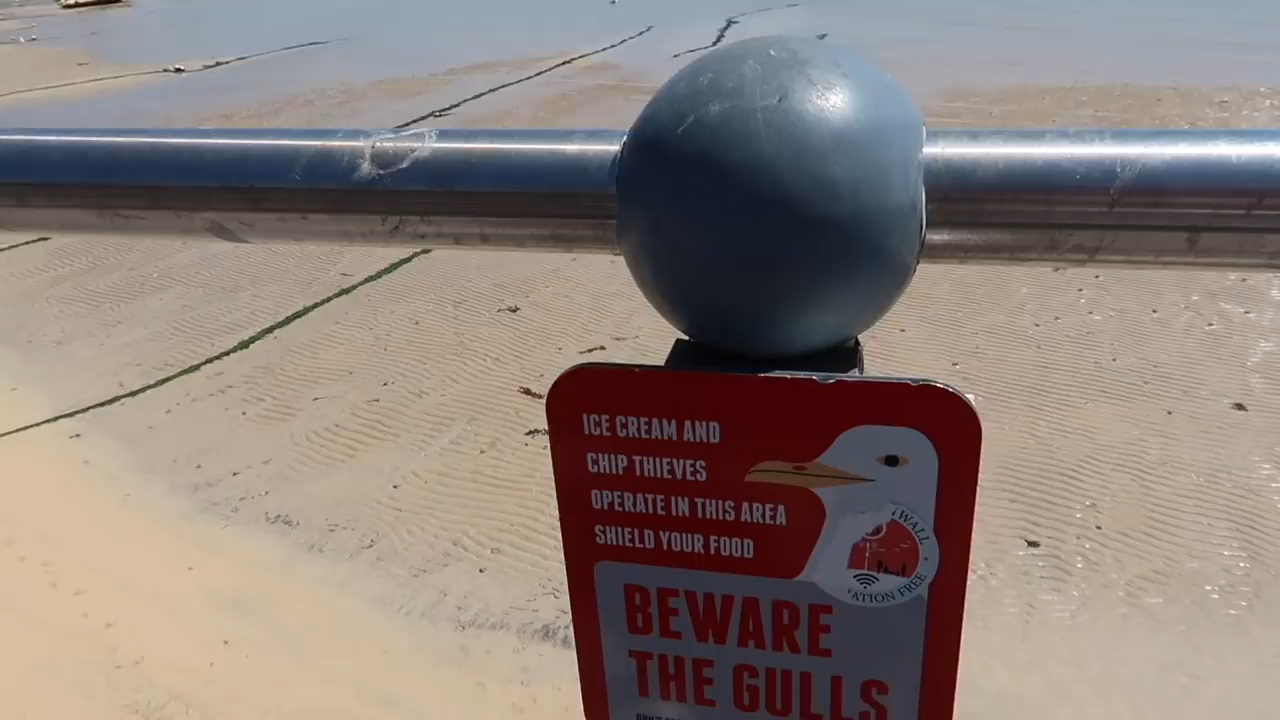 ICE CREAM AND
CHIP THIEVES
OPERATE IN THIS AREA
SHIELD YOUR FOOD
BEWARE
THE GULLS